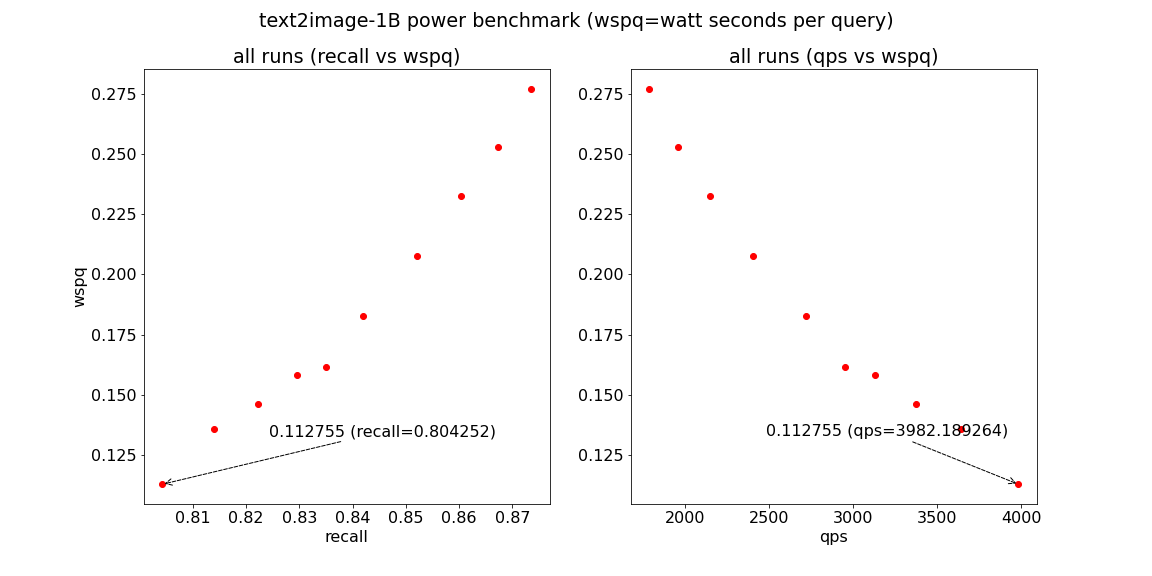 text2image-1B power benchmark (wspq=watt seconds per query)
all runs (recall vs wspq)
0.275
0.250
0.225
0.200
0.175
0.150
0.125
wspq
0.112755 (recall=0.804252)
0.81 0.82 0.83 0.84 0.85 0.86 0.87
recall
all runs (qps vs wspq)
0.275
0.250
0.225
0.200
0.175
0.150
0.125
0.112755 (qps=3982.189264)
2000 2500 3000 3500 4000
qps